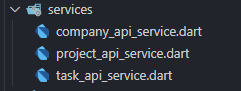 services
company_api_service.dart
project_api_service.dart
task_api_service.dart